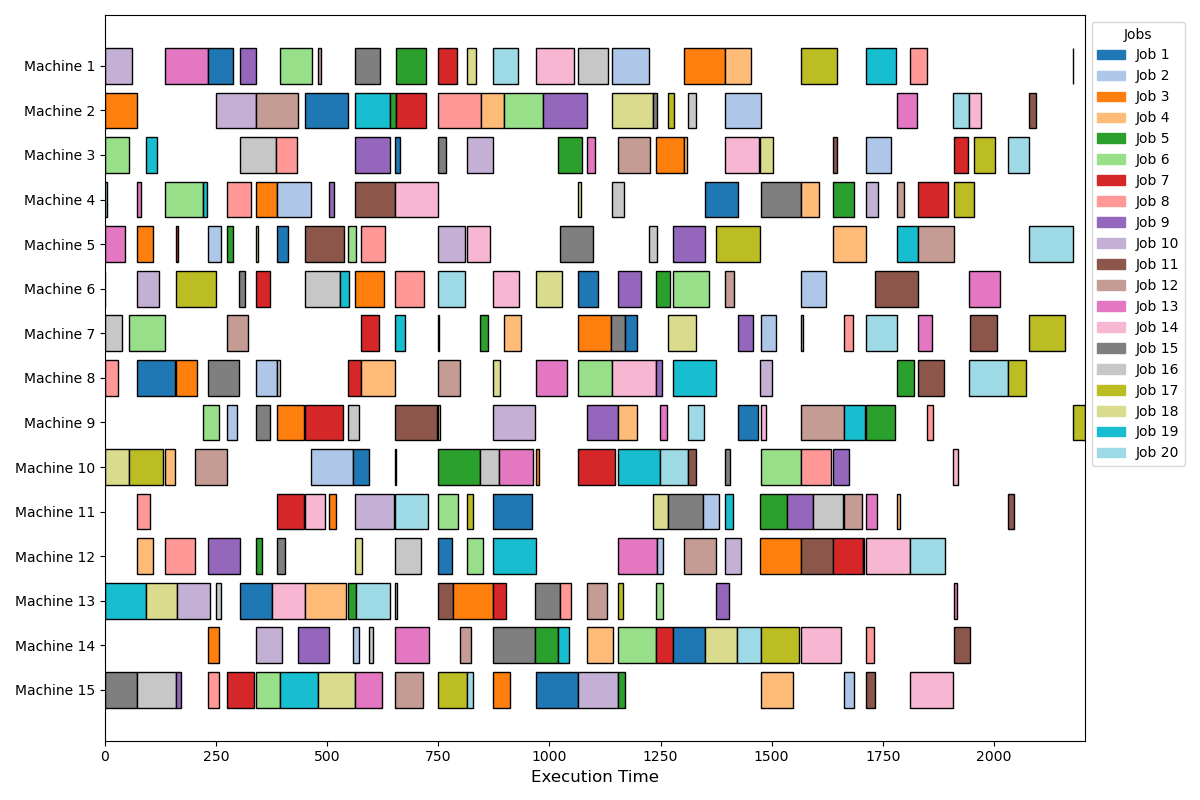 Machine 1
Machine 2
Machine 3
Machine 4
Machine 5
Machine 6
Machine 7
Machine 8
Machine 9
Machine 10
Machine 11
Machine 12
Machine 13
Machine 14
Machine 15
0 250 500 750 1000 1250 1500 1750 2000
Execution Time
Jobs
Job 1
Job 2
Job 3
Job 4
Job 5
Job 6
Job 7
Job 8
Job 9
Job 10
Job 11
Job 12
Job 13
Job 14
Job 15
Job 16
Job 17
Job 18
Job 19
Job 20